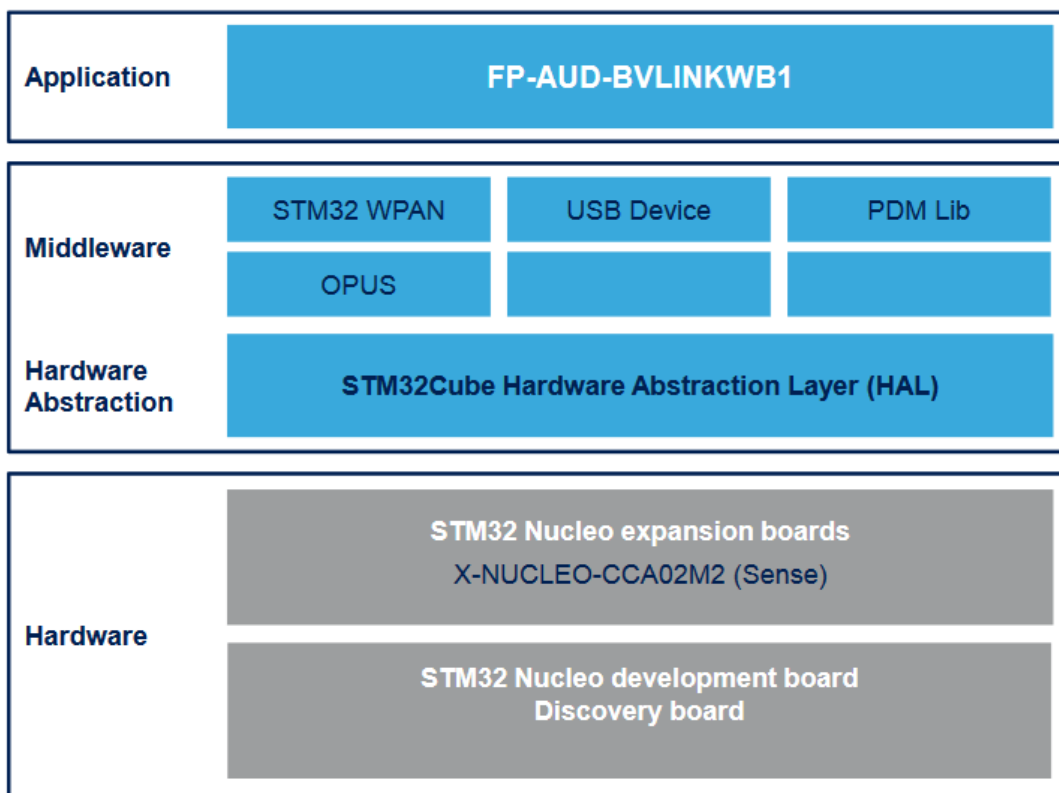 Application
FP-AUD-BVLINKWB1
Middleware
STM32 WPAN
USB Device
PDM Lib
OPUS
Hardware
Abstraction
STM32Cube Hardware Abstraction Layer (HAL)
Hardware
STM32 Nucleo expansion boards
X-NUCLEO-CCA02M2 (Sense)
STM32 Nucleo development board
Discovery board